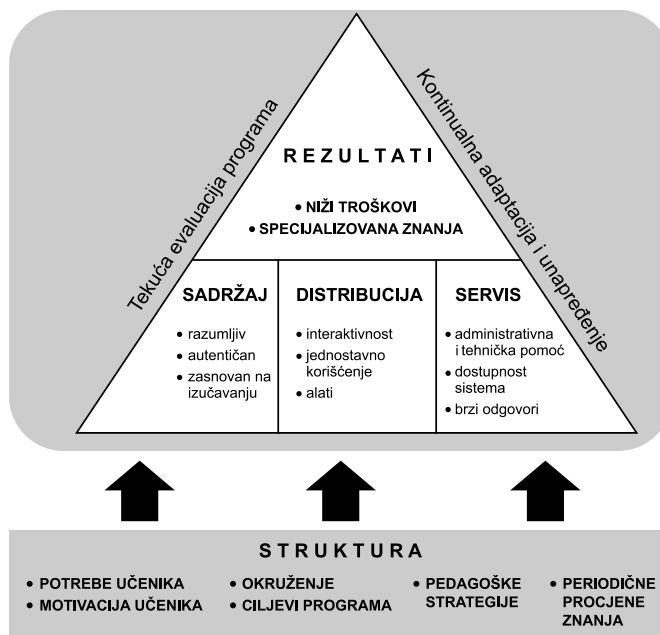 Tekuća evaluacija programa
Kontinualna adaptacija i unapređenje
REZULTATI
• NIŽI TROŠKOVI
• SPECIJALIZOVANA ZNANJA
SADRŽAJ
• razumljiv
• autentičan
• zasnovan na
izučavanju
DISTRIBUCIJA
• interaktivnost
• jednostavno
korišćenje
• alati
SERVIS
• administrativna
i tehnička pomoć
• dostupnost
sistema
• brzi odgovori
STRUKTURA
• POTREBE UČENIKA
• MOTIVACIJA UČENIKA
• OKRUŽENJE
• CILJEVI PROGRAMA
• PEDAGOŠKE
STRATEGIJE
• PERIODIČNE
PROCJENE
ZNANJA